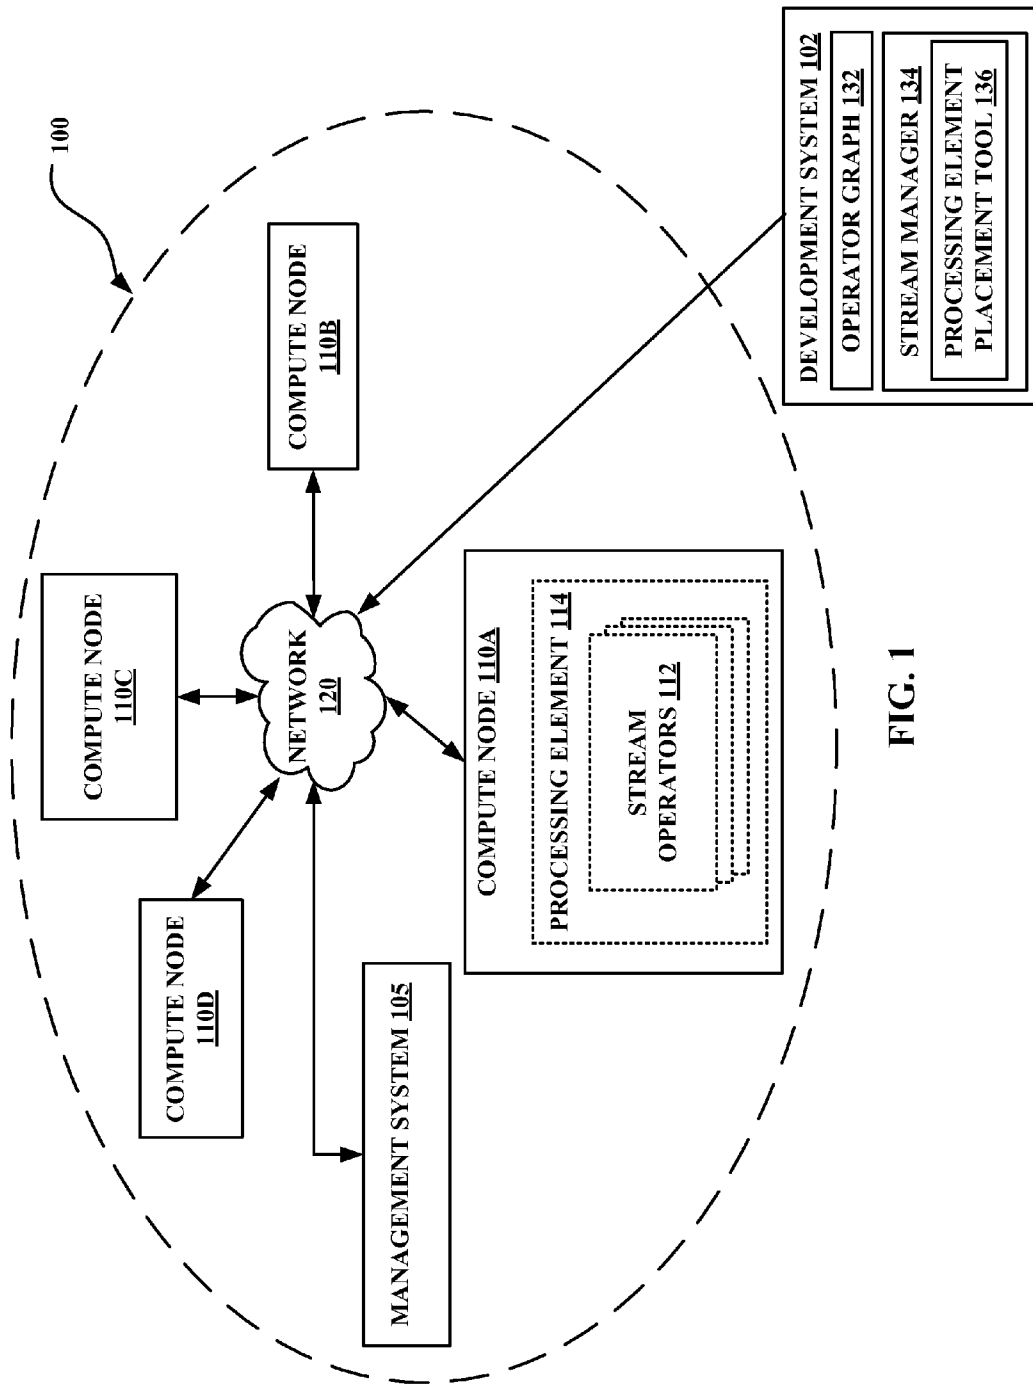 100
COMPUTE NODE
110D
COMPUTE NODE
110C
COMPUTE NODE
110B
NETWORK
120
MANAGEMENT SYSTEM 105
COMPUTE NODE 110A
PROCESSING ELEMENT 114
STREAM
OPERATORS 112
DEVELOPMENT SYSTEM 102
OPERATOR GRAPH 132
STREAM MANAGER 134
PROCESSING ELEMENT
PLACEMENT TOOL 136
FIG. 1